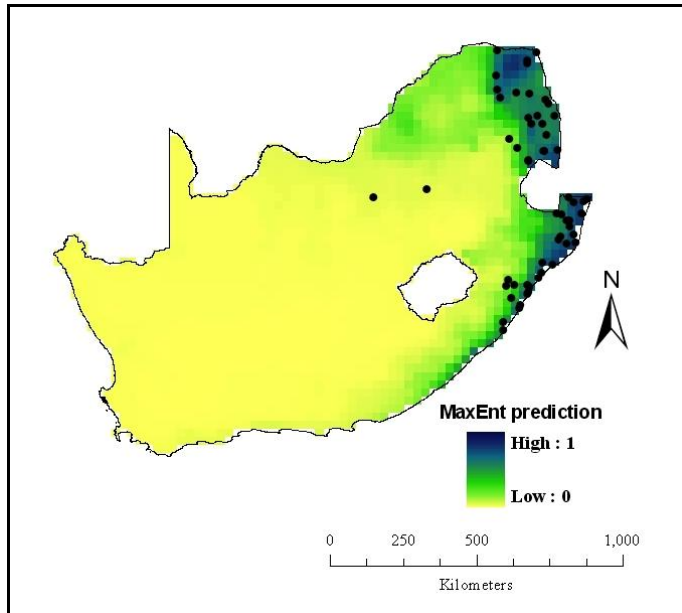 N
MaxEnt prediction
High : 1
Low : 0
0 250 500 1,000
Kilometers